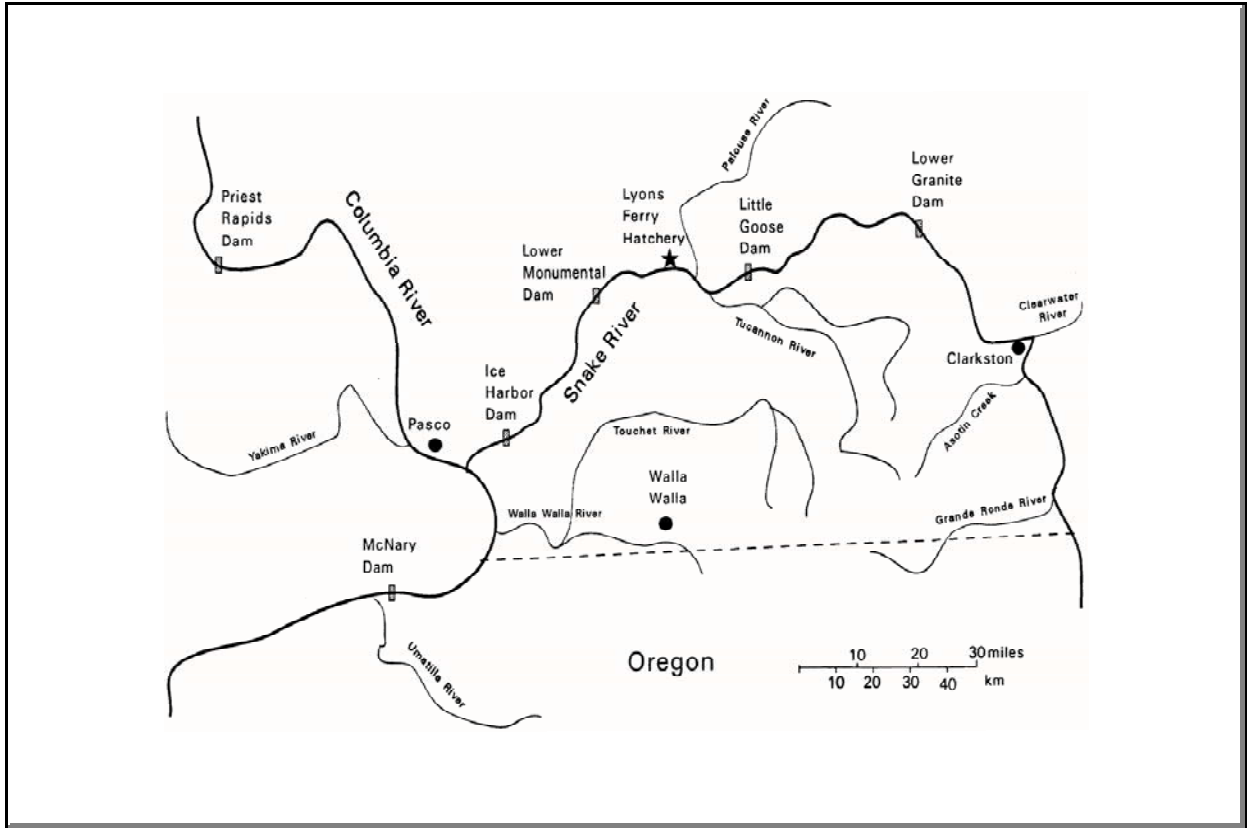 Palouse River
Lower
Granite
Dam
Priest
Rapids
Dam
Columbia River
Lyons
Ferry
Hatchery
Little
Goose
Dam
Lower
Monumental
Dam
Snake River
Clearwater
River
Tucannon River
Clarkston
Ice
Harbor
Dam
Asotin Creek
Pasco
Yakima River
Touchet River
Walla
Walla
Walla Walla River
Grande Ronde River
McNary
Dam
Umatilla River
Oregon
10 20 30 miles
10 20 30 40 km